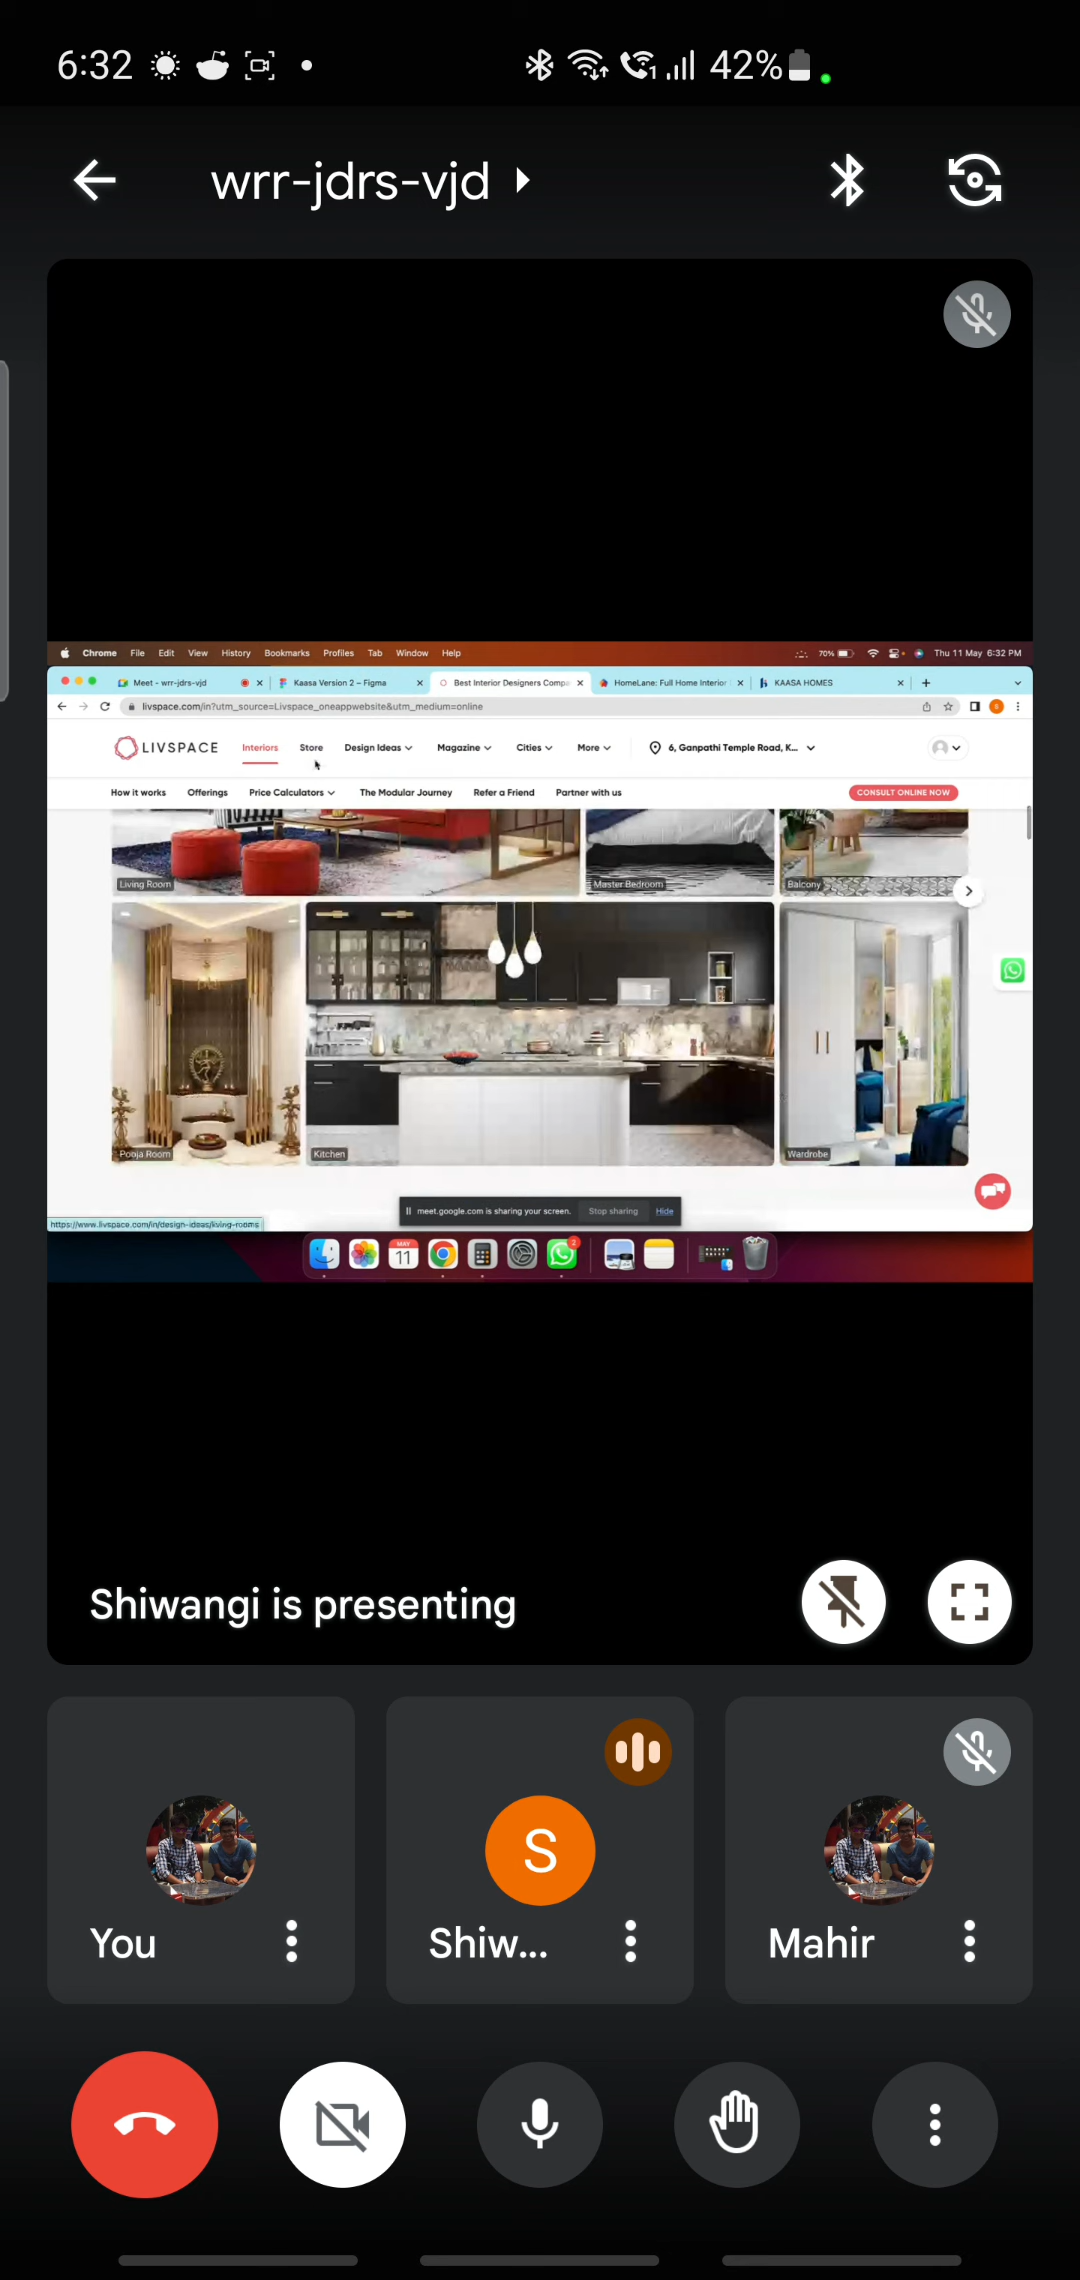 6:32
1
42%
wrr-jdrs-vjd
Chrome File Edit View History Bookmarks Profiles Tab Window Help
70%
Thu 11 May 6:32 PM
Meet - wrr-jdrs-vjd
Kaasa Version 2 – Figma
Best Interior Designers Compa
HomeLane: Full Home Interior
KAASA HOMES
livspace.com/in?utm_source=Livspace_oneappwebsite&utm_medium=online
LIVSPACE
Interiors Store Design Ideas Magazine Cities More
6, Ganpathi Temple Road, K...
How it works Offerings Price Calculators The Modular Journey Refer a Friend Partner with us
CONSULT ONLINE NOW
Living Room
Master Bedroom
Balcony
Pooja Room
Kitchen
Wardrobe
meet.google.com is sharing your screen. Stop sharing Hide
https://www.livspace.com/in/design-ideas/living-rooms
MAY
11
2
Shiwangi is presenting
S
You
Shiw...
Mahir